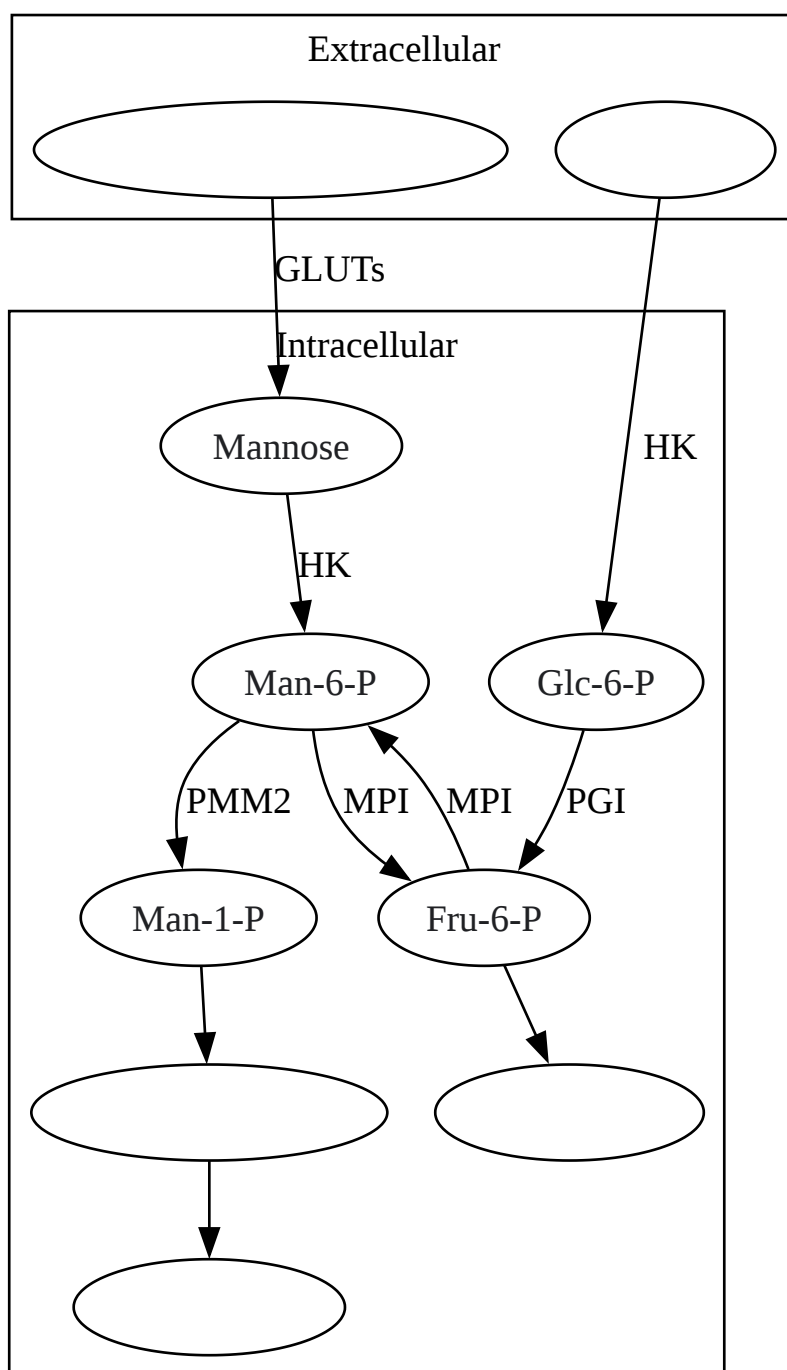 Extracellular
GLUTs
Intracellular
Mannose
HK
HK
Man-6-P
Glc-6-P
PMM2
MPI
MPI
PGI
Man-1-P
Fru-6-P